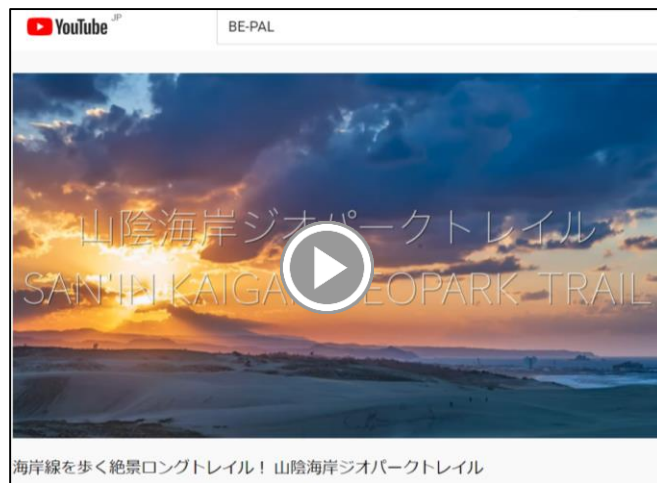 YouTube JP
BE-PAL
山陰海岸ジオパークトレイル
SAN'IN KAIGAN GEOPARK TRAIL
海岸線を歩く絶景ロングトレイル！ 山陰海岸ジオパークトレイル